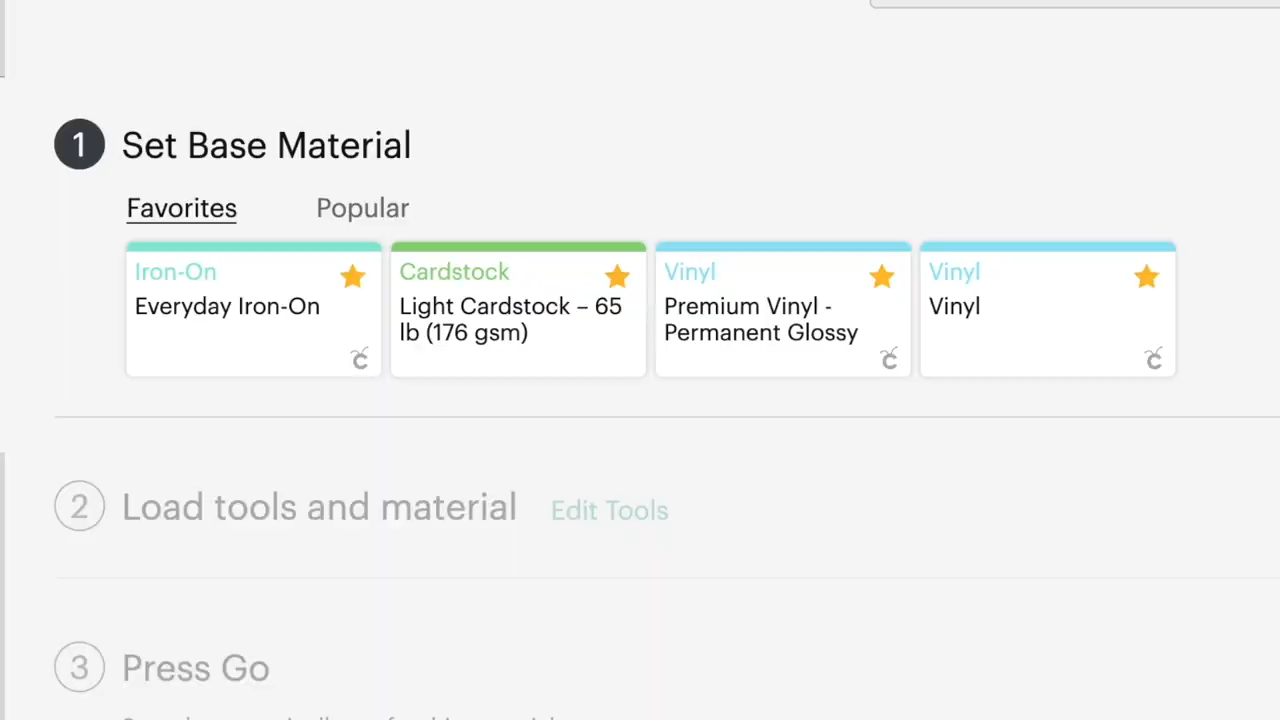 1 Set Base Material
Favorites Popular
Iron-On
Everyday Iron-On
Cardstock
Light Cardstock – 65
lb (176 gsm)
Vinyl
Premium Vinyl -
Permanent Glossy
Vinyl
Vinyl
2 Load tools and material Edit Tools
3 Press Go